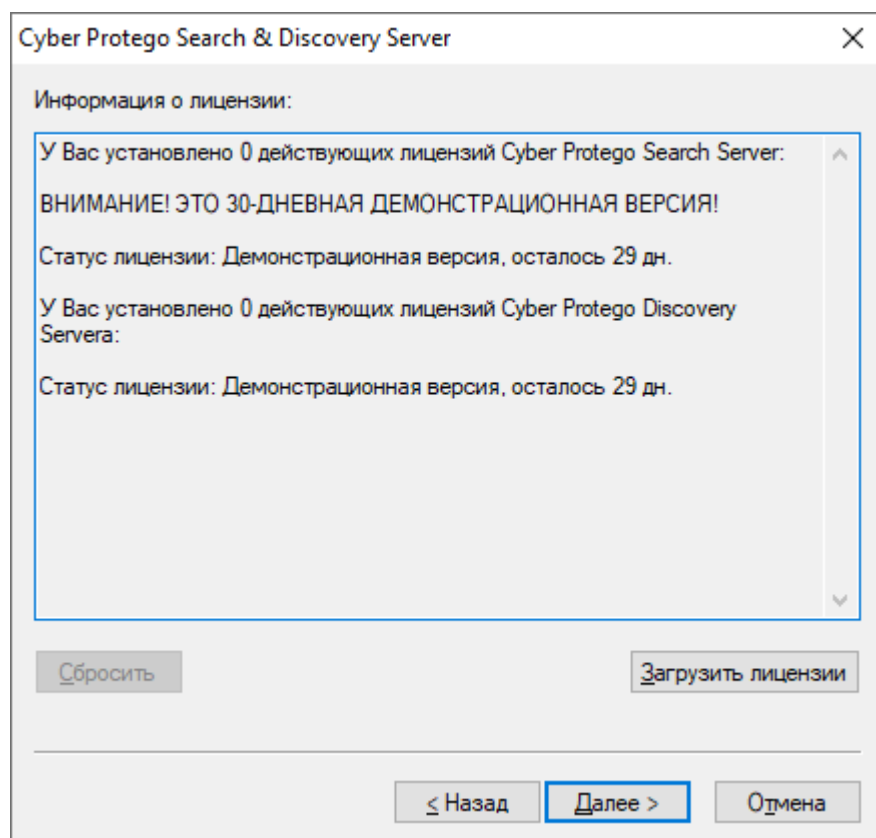 Cyber Protego Search & Discovery Server
Информация о лицензии:
У Вас установлено 0 действующих лицензий Cyber Protego Search Server:
ВНИМАНИЕ! ЭТО 30-ДНЕВНАЯ ДЕМОНСТРАЦИОННАЯ ВЕРСИЯ!
Статус лицензии: Демонстрационная версия, осталось 29 дн.
У Вас установлено 0 действующих лицензий Cyber Protego Discovery
Servera:
Статус лицензии: Демонстрационная версия, осталось 29 дн.
Сбросить
Загрузить лицензии
< Назад
Далее >
Отмена